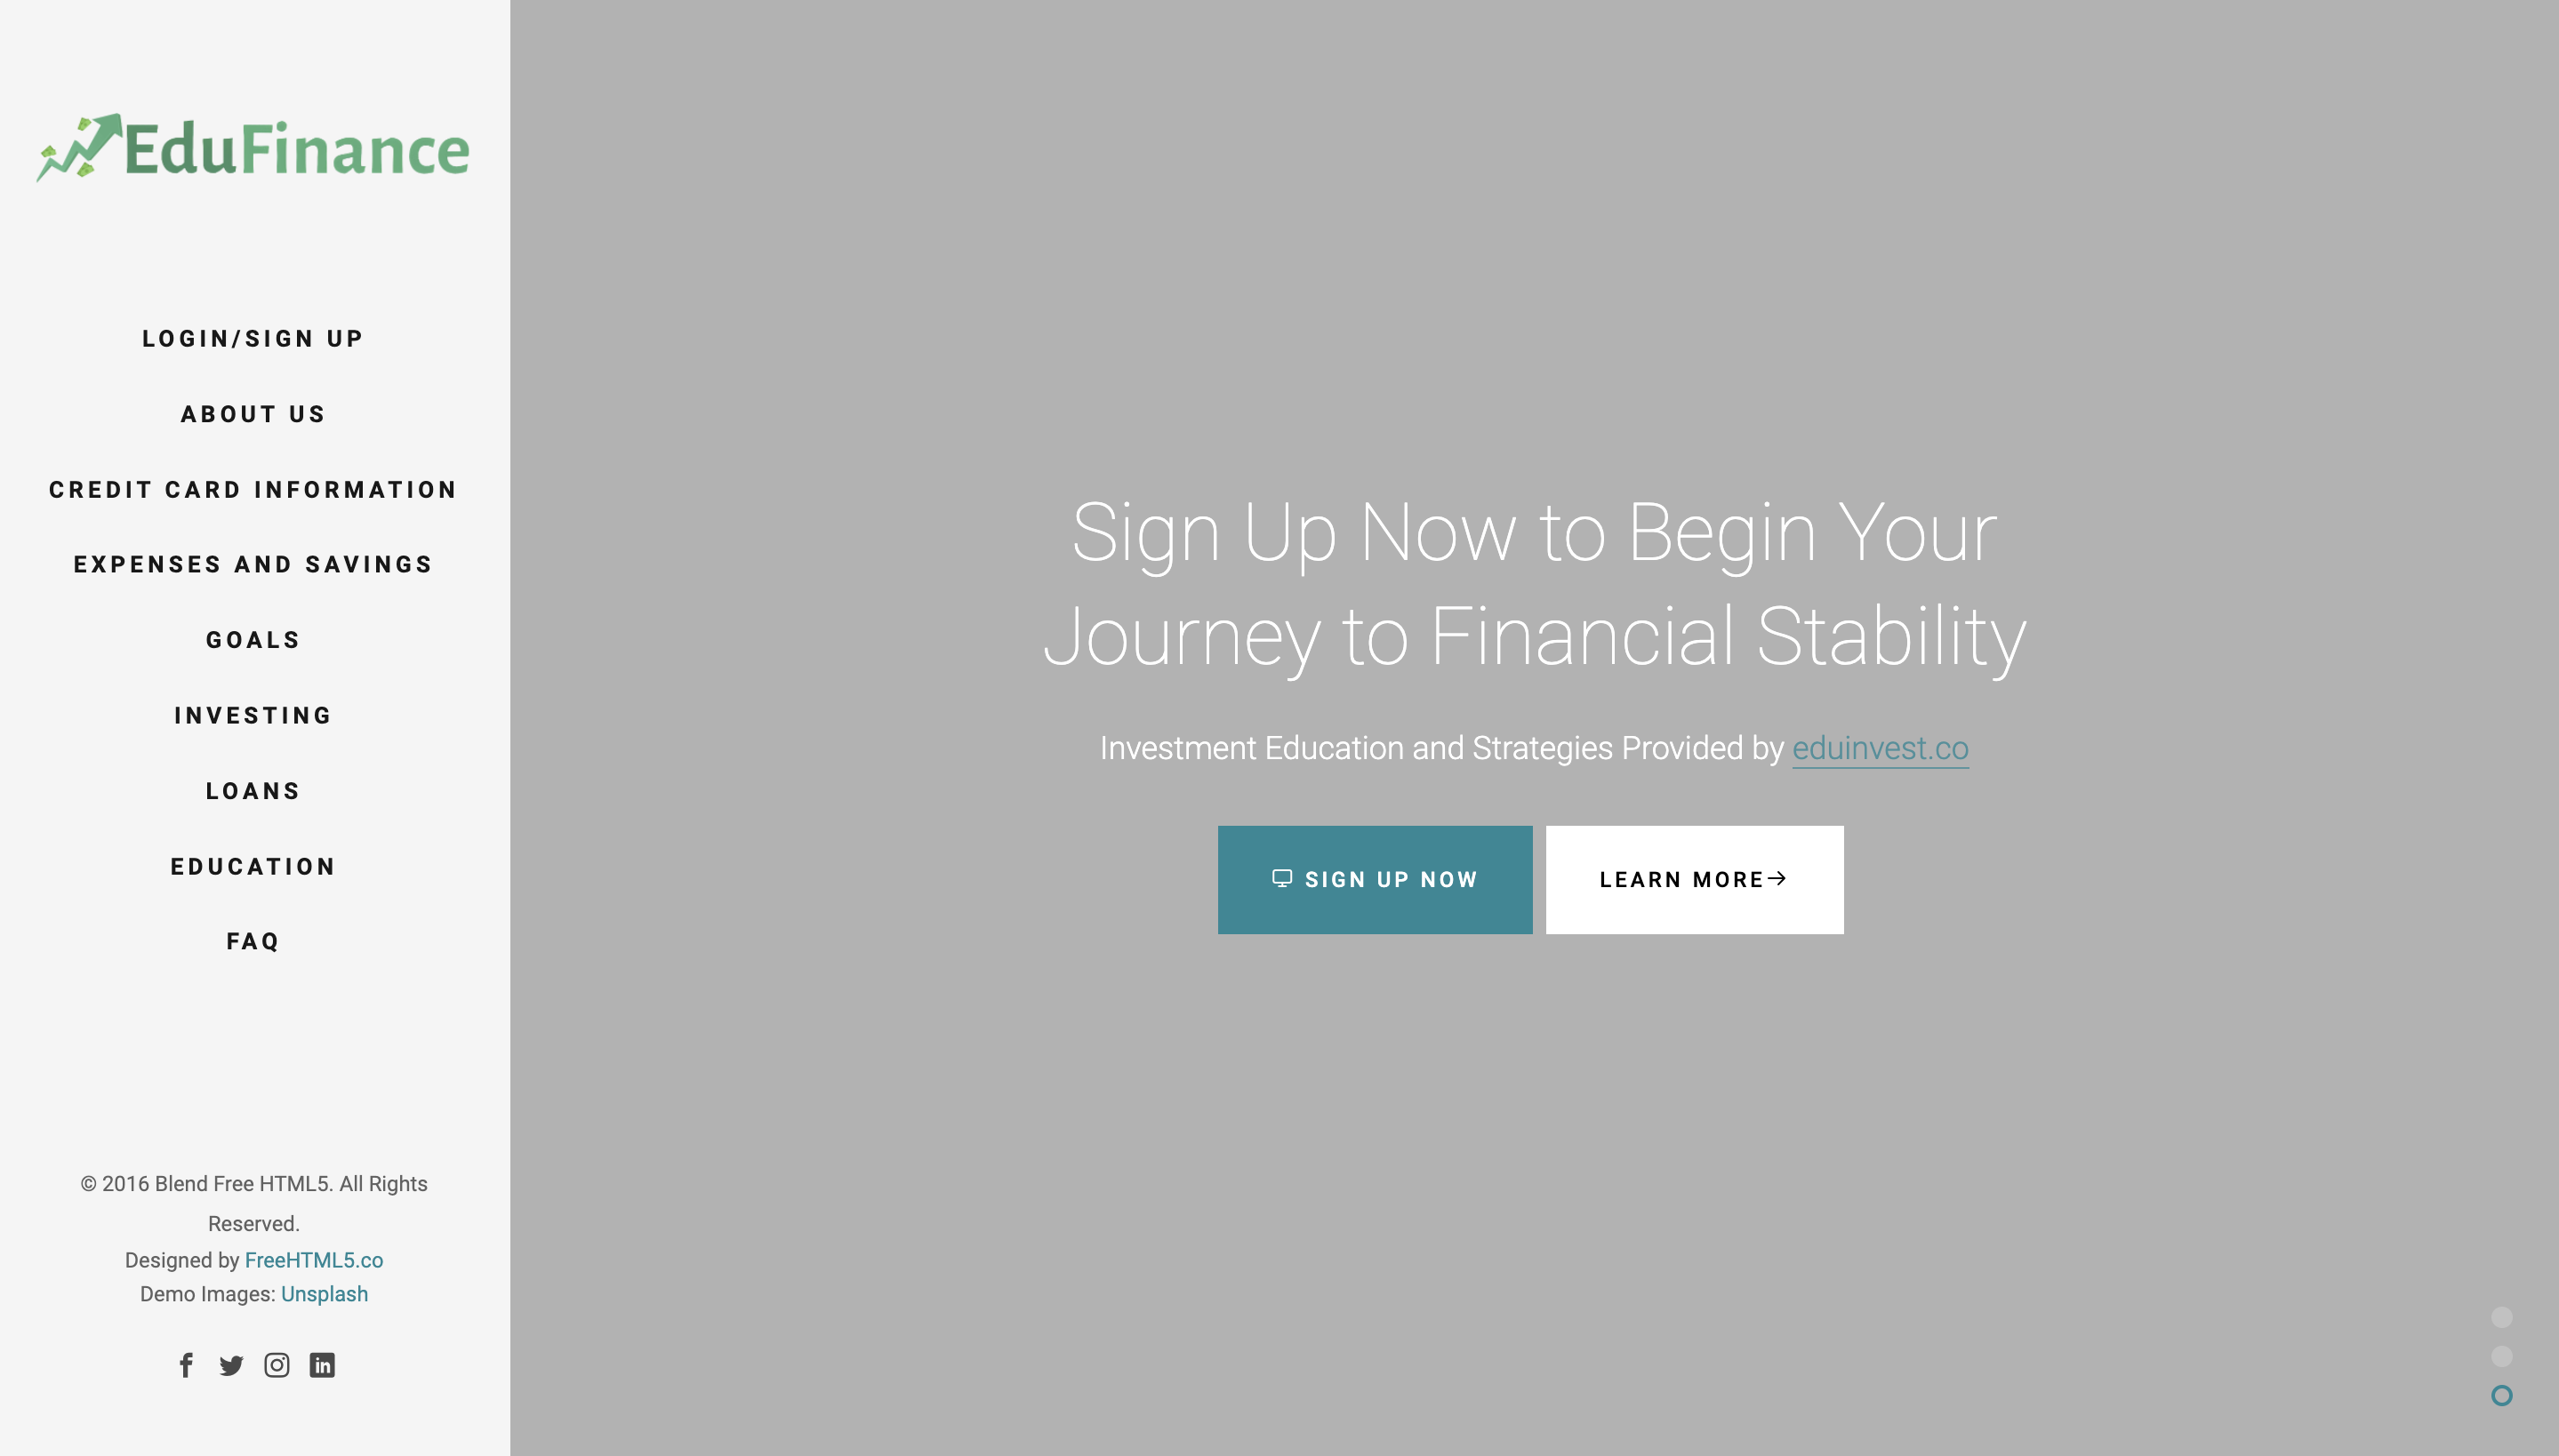 EduFinance
LOGIN/SIGN UP
ABOUT US
CREDIT CARD INFORMATION
EXPENSES AND SAVINGS
GOALS
INVESTING
LOANS
EDUCATION
FAQ
© 2016 Blend Free HTML5. All Rights
Reserved.
Designed by FreeHTML5.co
Demo Images: Unsplash
Sign Up Now to Begin Your
Journey to Financial Stability
Investment Education and Strategies Provided by eduinvest.co
SIGN UP NOW
LEARN MORE→